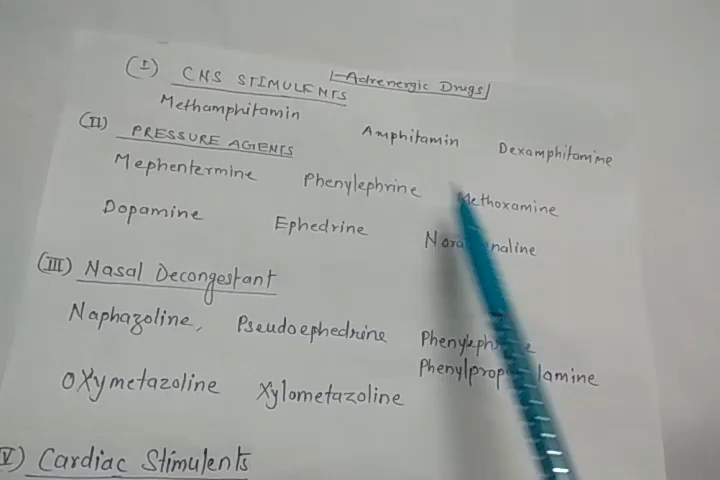 Adrenergic Drugs
(I) CNS STIMULENTS
Methamphitamin Amphitamin Dexamphitamine
(II) PRESSURE AGENTS
Mephentermine Phenylephrine Methoxamine
Dopamine Ephedrine
(III) Nasal Decongestant
Naphazoline, Pseudoephedrine
Oxymetazoline Xylometazoline
Cardiac Stimulents